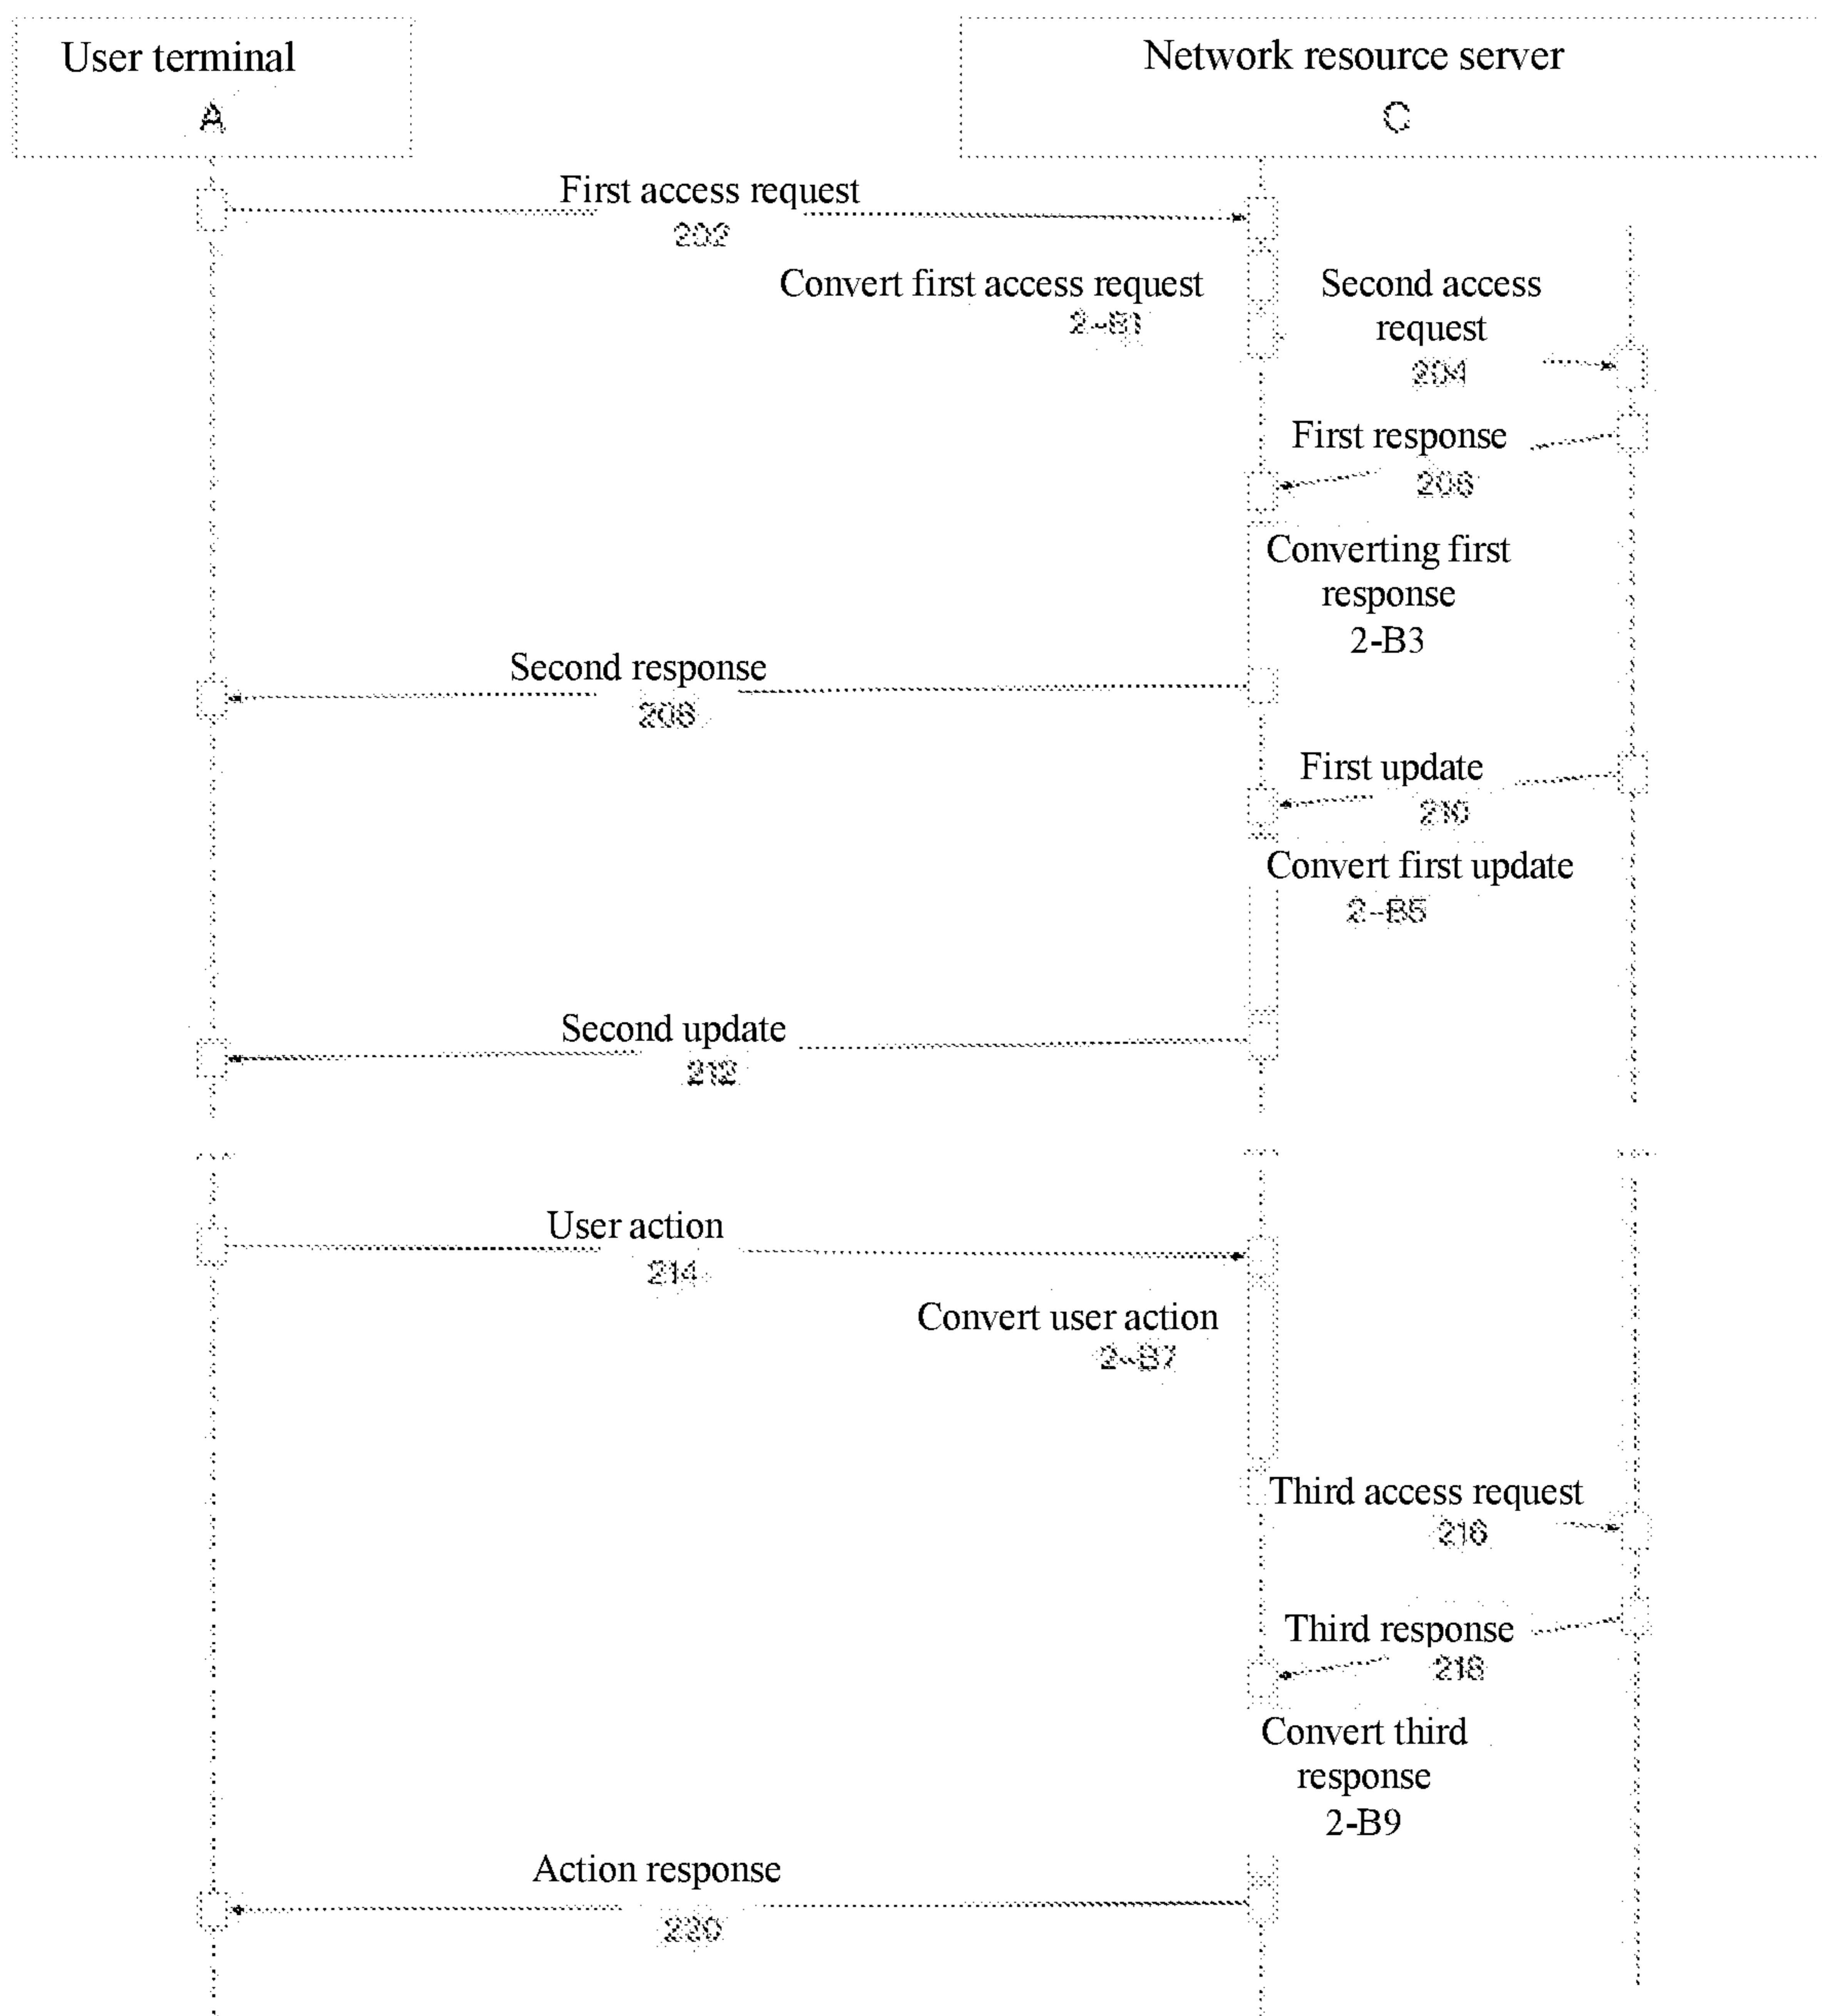 User terminal
A
Network resource server
C
First access request
202
Convert first access request
2-B1
Second access
request
204
First response
206
Converting first
response
2-B3
Second response
208
First update
210
Convert first update
2-B5
Second update
212
User action
214
Convert user action
2-B7
Third access request
216
Third response
218
Convert third
response
2-B9
Action response
220